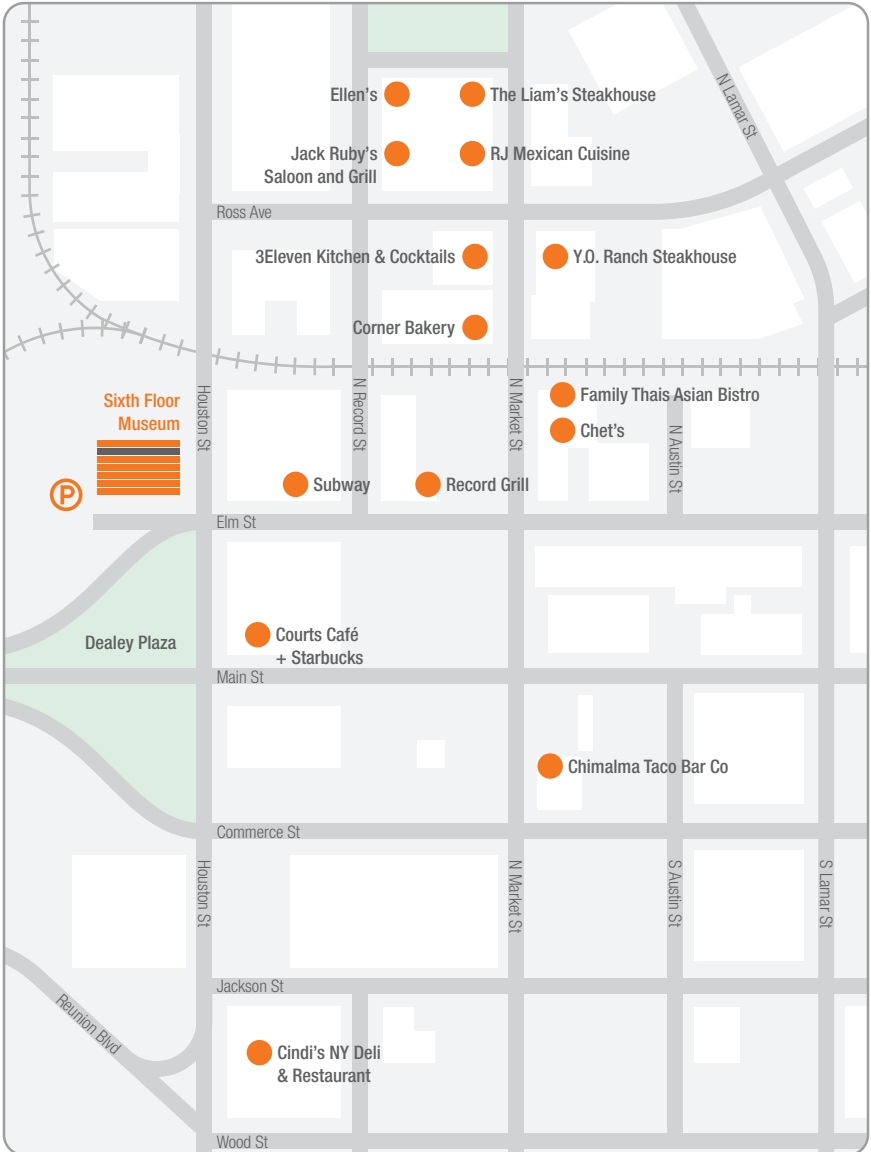 N Lamar St
Ellen's
The Liam's Steakhouse
Jack Ruby's
Saloon and Grill
RJ Mexican Cuisine
Ross Ave
3Eleven Kitchen & Cocktails
Y.O. Ranch Steakhouse
Corner Bakery
Sixth Floor
Museum
Houston St
N Record St
N Market St
Family Thais Asian Bistro
Chet's
N Austin St
P
Subway
Record Grill
Elm St
Dealey Plaza
Courts Café
+ Starbucks
Main St
Chimalma Taco Bar Co
Commerce St
Houston St
N Market St
S Austin St
S Lamar St
Jackson St
Reunion Blvd
Cindi's NY Deli
& Restaurant
Wood St